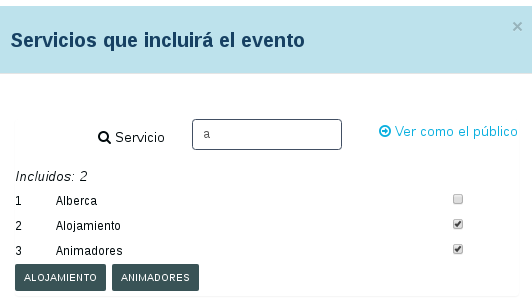 Servicios que incluirá el evento
×
Servicio a Ver como el público
Incluidos: 2
1 Alberca
2 Alojamiento
3 Animadores
ALOJAMIENTO ANIMADORES